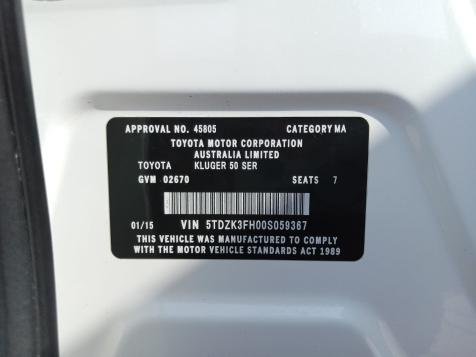 APPROVAL NO. 45805 CATEGORY MA
TOYOTA MOTOR CORPORATION
AUSTRALIA LIMITED
TOYOTA KLUGER 50 SER
GVM 02670 SEATS 7
01/15 VIN 5TDZK3FH00S059367
THIS VEHICLE WAS MANUFACTURED TO COMPLY
WITH THE MOTOR VEHICLE STANDARDS ACT 1989